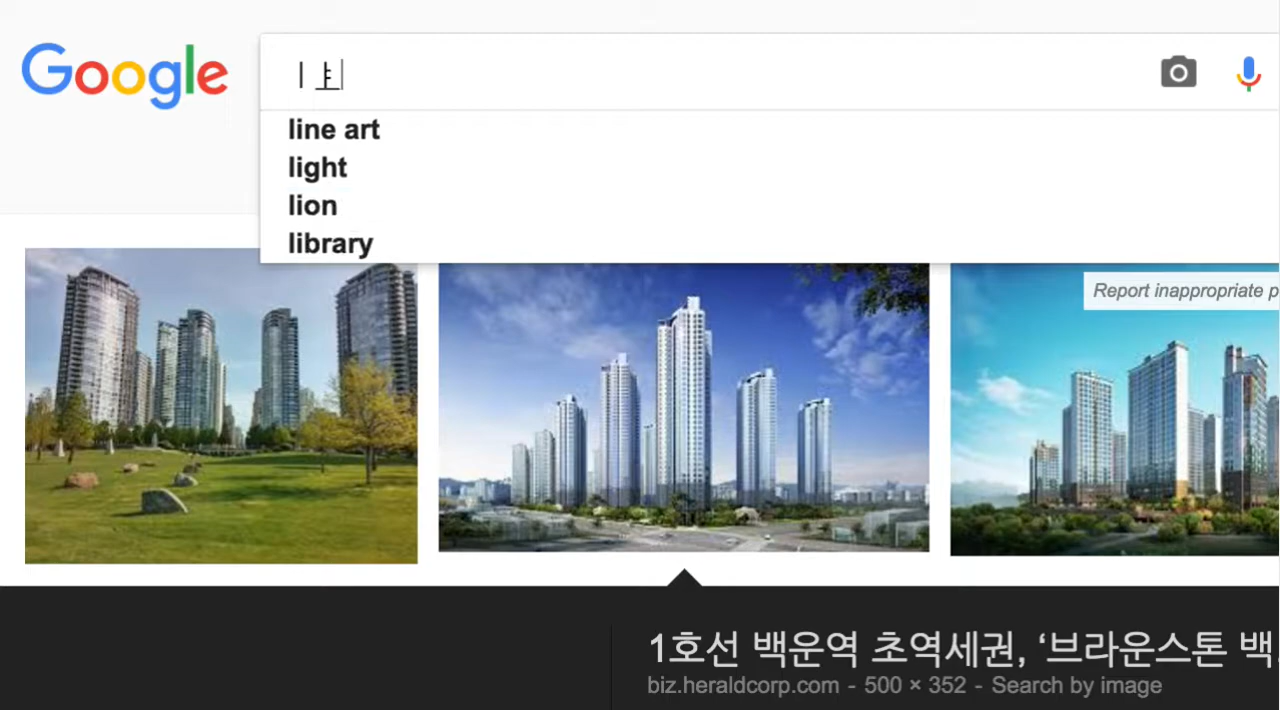 Google
line art
light
lion
library
Report inappropriate
1호선 백운역 초역세권, ‘브라운스톤 백
biz.heraldcorp.com - 500 × 352 - Search by image